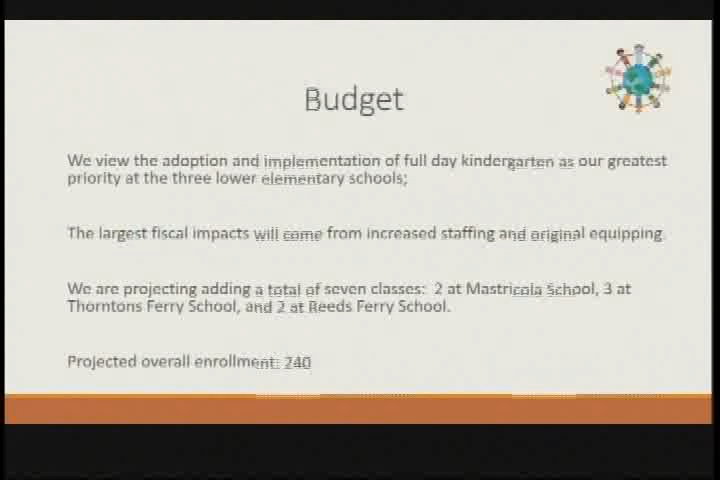 Budget
We view the adoption and implementation of full day kindergarten as our greatest
priority at the three lower elementary schools;
The largest fiscal impacts will come from increased staffing and original equipping.
We are projecting adding a total of seven classes: 2 at Mastricola School, 3 at
Thorntons Ferry School, and 2 at Reeds Ferry School.
Projected overall enrollment: 240